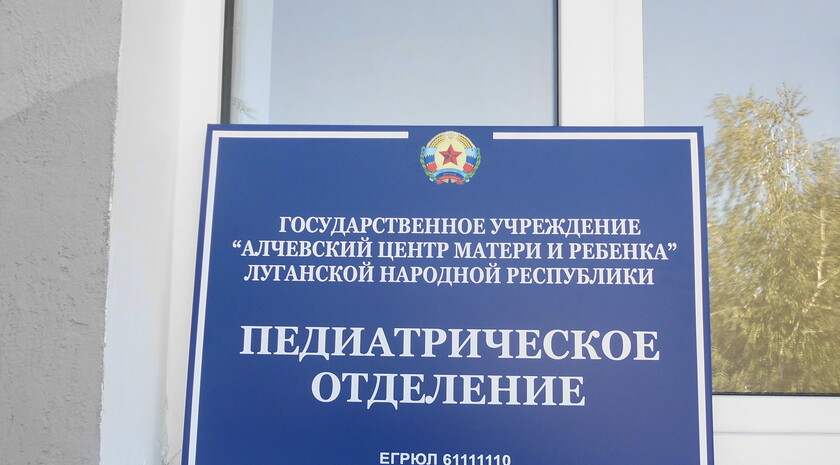 ГОСУДАРСТВЕННОЕ УЧРЕЖДЕНИЕ
“АЛЧЕВСКИЙ ЦЕНТР МАТЕРИ И РЕБЕНКА”
ЛУГАНСКОЙ НАРОДНОЙ РЕСПУБЛИКИ
ПЕДИАТРИЧЕСКОЕ
ОТДЕЛЕНИЕ
ЕГРЮЛ 61111110